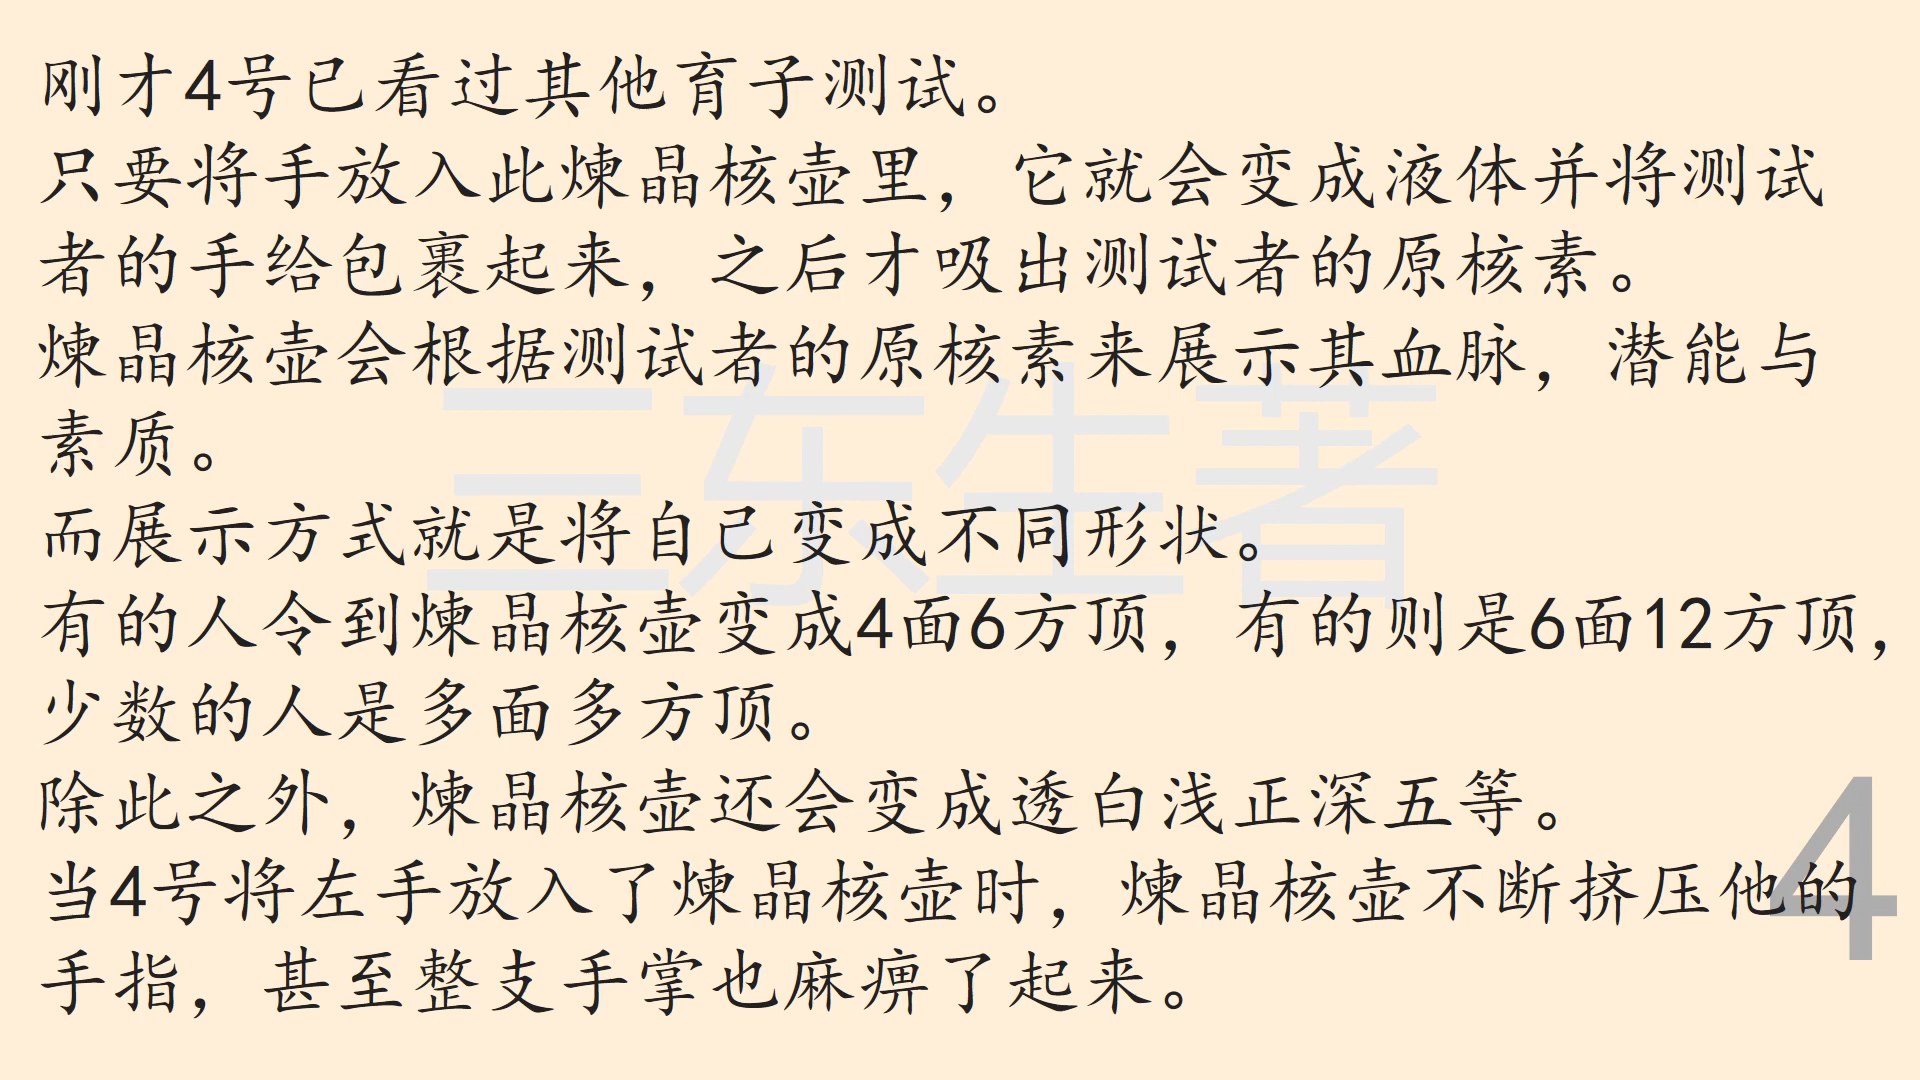 刚才4号已看过其他育子测试。
只要将手放入此煉晶核壶里，它就会变成液体并将测试
者的手给包裹起来，之后才吸出测试者的原核素。
煉晶核壶会根据测试者的原核素来展示其血脉，潜能与
素质。
而展示方式就是将自己变成不同形状。
有的人令到煉晶核壶变成4面6方顶，有的则是6面12方顶，
少数的人是多面多方顶。
除此之外，煉晶核壶还会变成透白浅正深五等。
当4号将左手放入了煉晶核壶时，煉晶核壶不断挤压他的
手指，甚至整支手掌也麻痹了起来。
三东生著
4